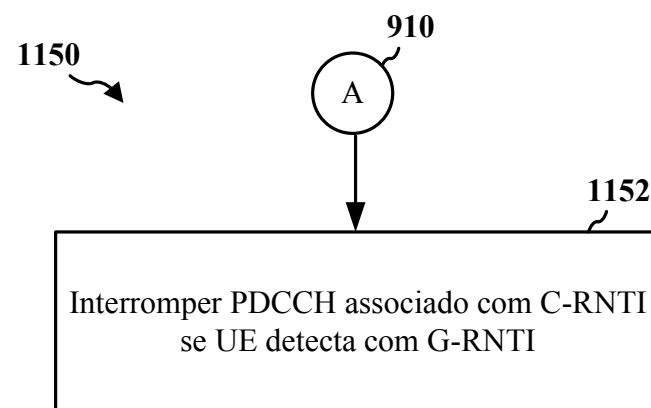 910
1150
A
1152
Interromper PDCCH associado com C-RNTI
se UE detecta com G-RNTI